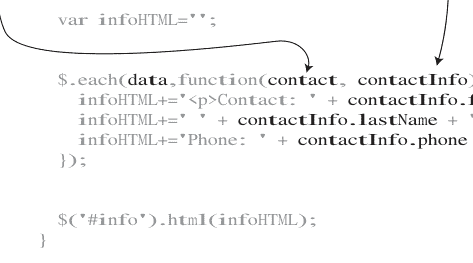 var infoHTML="";
$.each(data,function(contact, contactInfo)
infoHTML+="<p>Contact: " + contactInfo.f
infoHTML+=" " + contactInfo.lastName + "
infoHTML+="Phone: " + contactInfo.phone
});
$("#info").html(infoHTML);
}